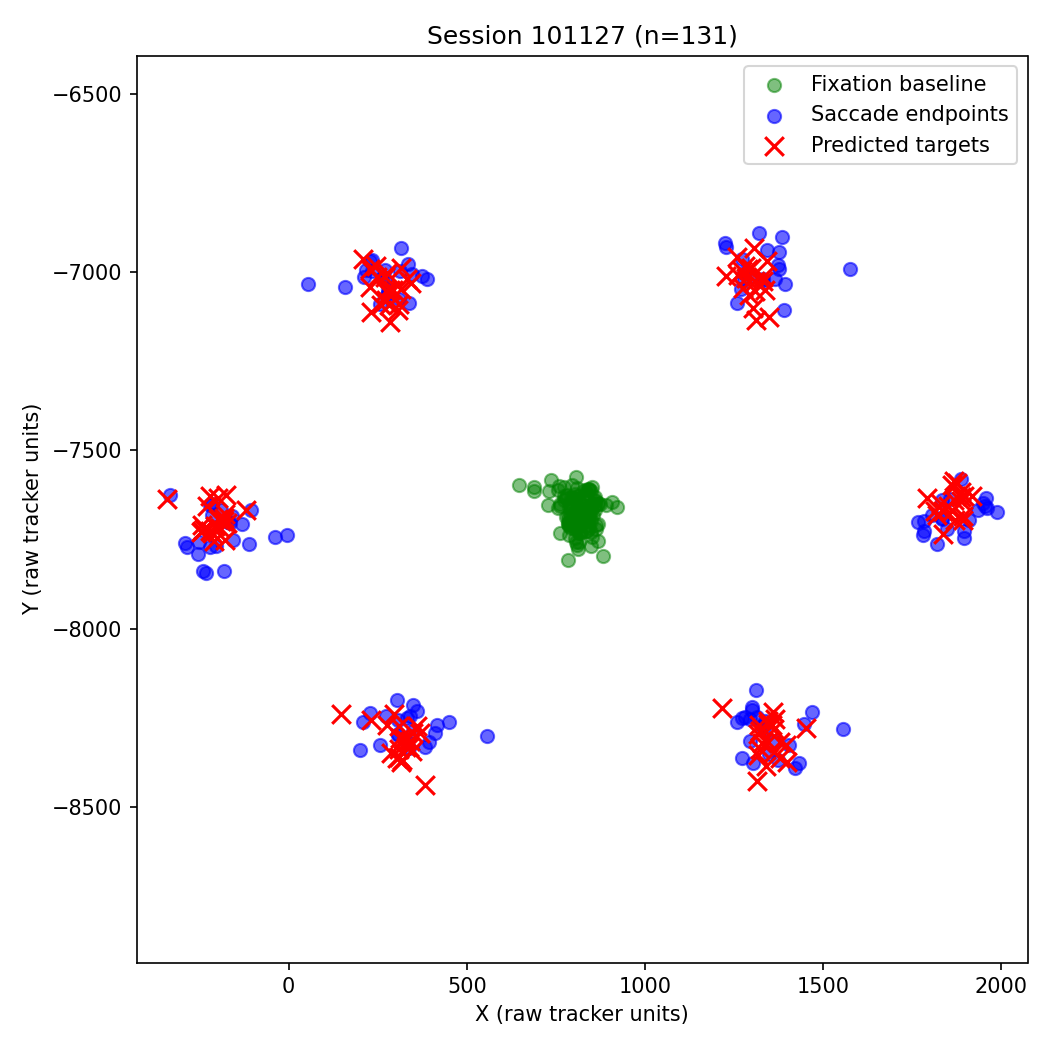 Session 101127 (n=131)
Fixation baseline
Saccade endpoints
Predicted targets
−6500
−7000
−7500
−8000
−8500
Y (raw tracker units)
0 500 1000 1500 2000
X (raw tracker units)